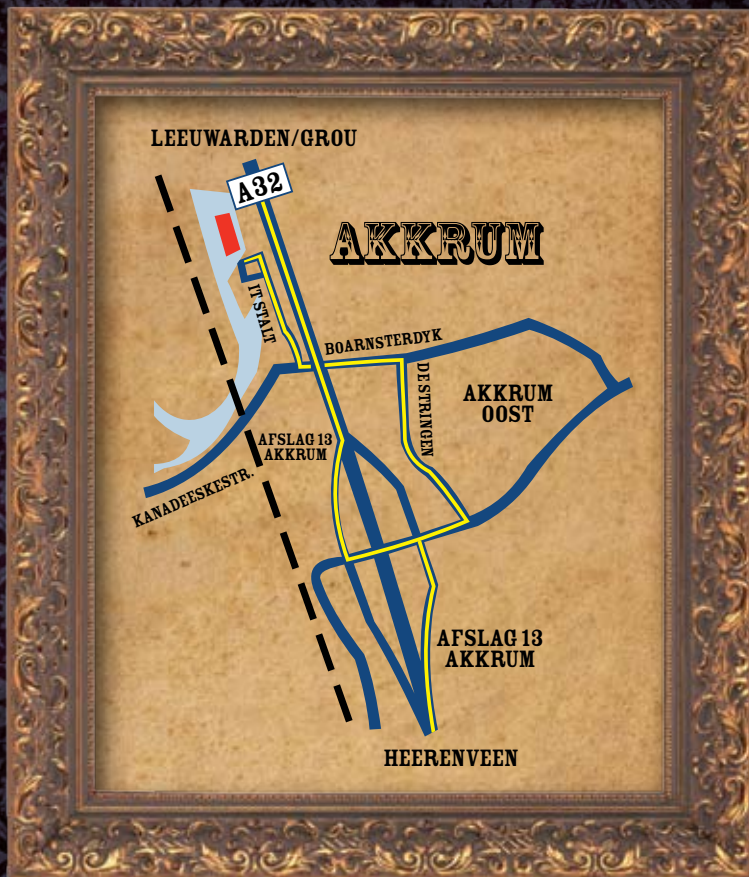 LEEUWARDEN/GROU
A32
AKKRUM
IT STALT
BOARNSTERDYK
DE STRINGEN
AKKRUM
OOST
AFSLAG 13
AKKRUM
KANADEESKESTR.
AFSLAG 13
AKKRUM
HEERENVEEN